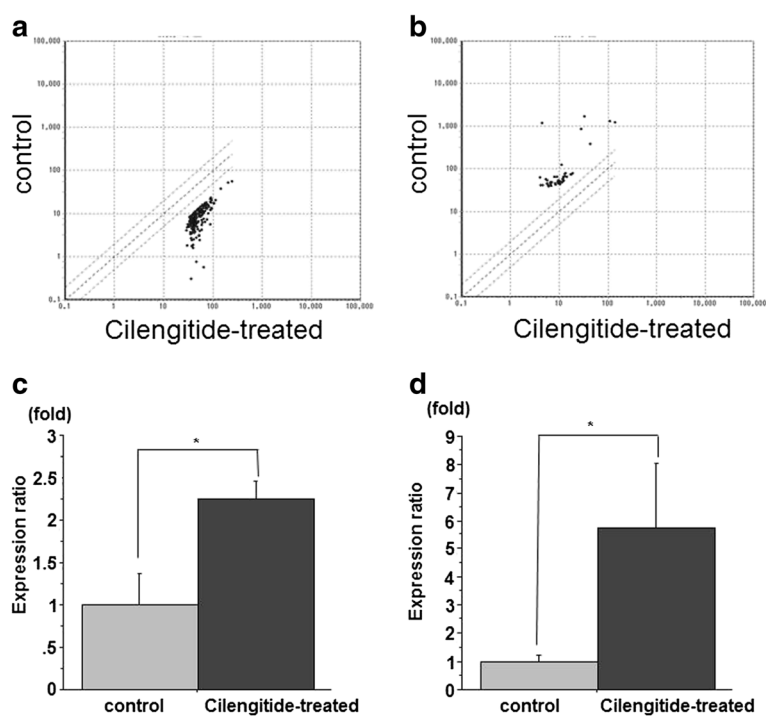 a
b
100,000
10,000
1,000
100
10
1
0.1
control
0.1
1
10
100
1,000
10,000
100,000
Cilengitide-treated
100,000
10,000
1,000
100
10
1
0.1
control
0.1
1
10
100
1,000
10,000
100,000
Cilengitide-treated
c
(fold)
3
2.5
2
1.5
1
.5
0
Expression ratio
*
control
Cilengitide-treated
d
(fold)
9
8
7
6
5
4
3
2
1
0
Expression ratio
*
control
Cilengitide-treated